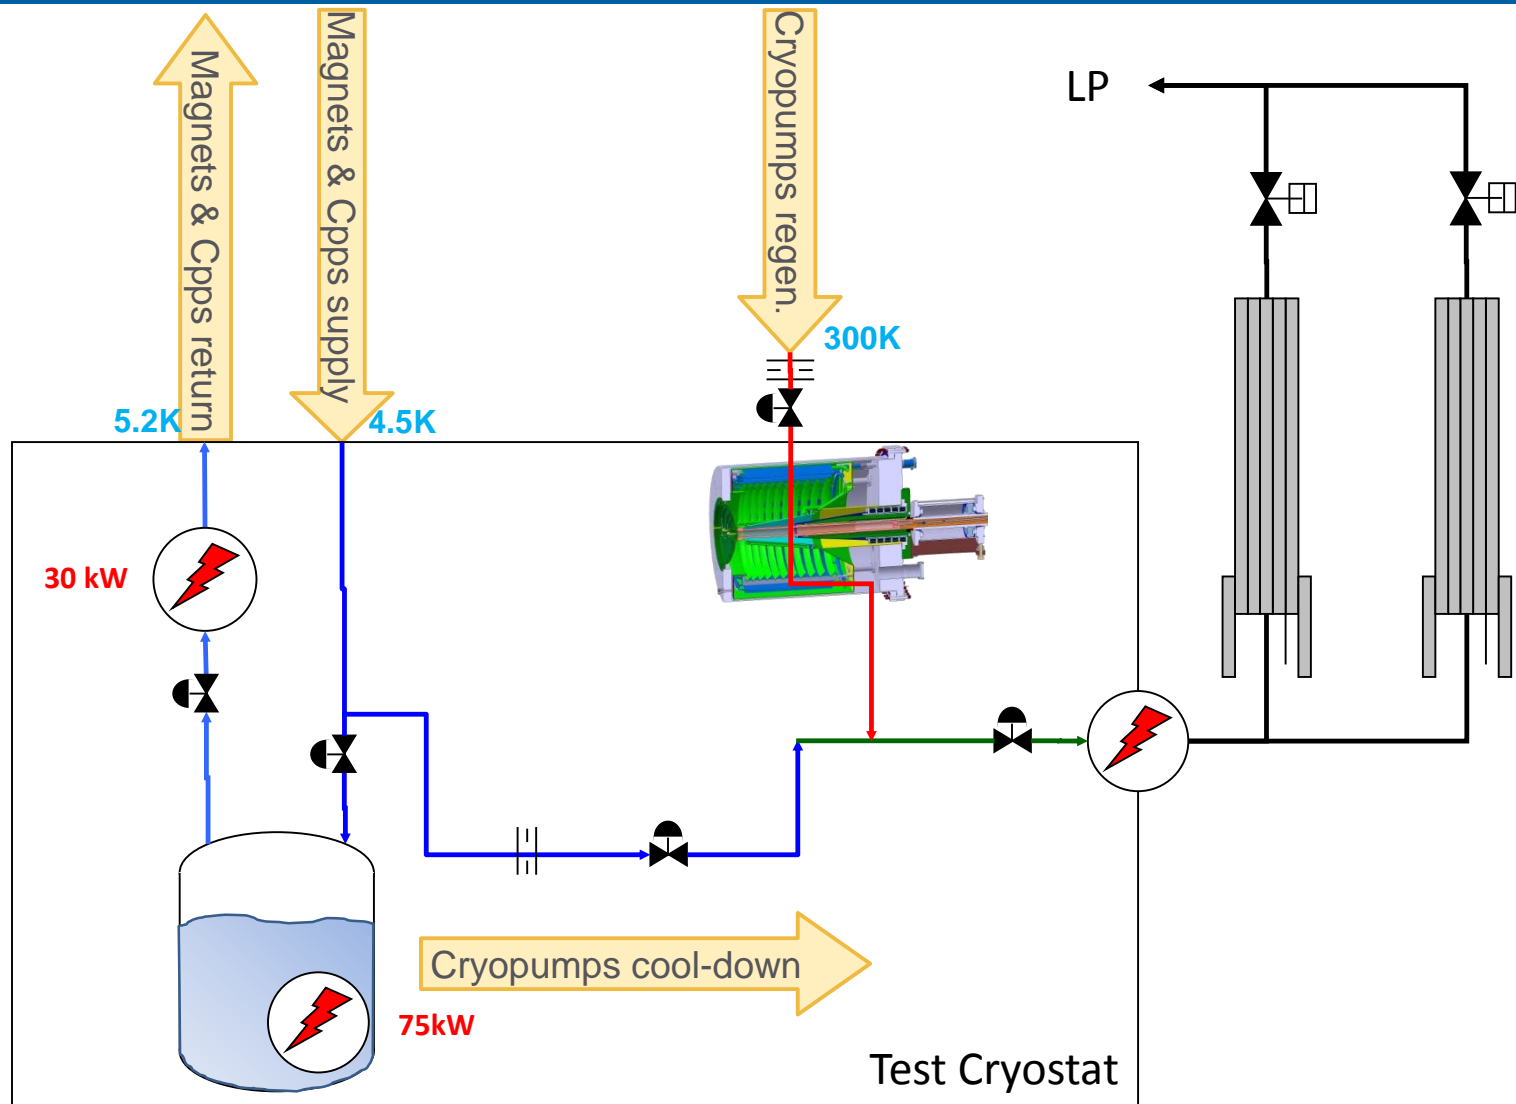 Magnets & Cpps return
Magnets & Cpps supply
Cryopumps regen.
LP
300K
5.2K
4.5K
30 kW
Cryopumps cool-down
75kW
Test Cryostat